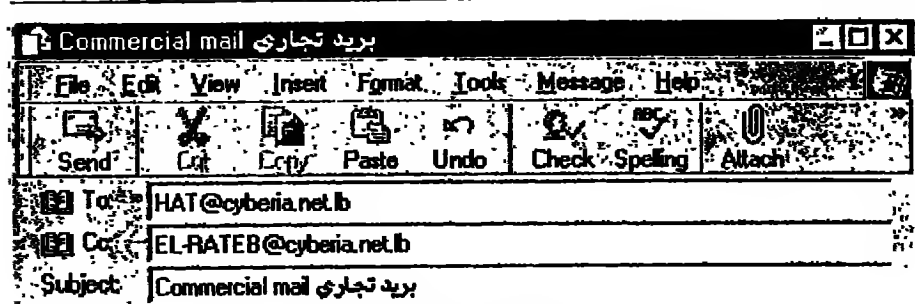 Commercial mail بريد تجاري
File Edit View Insert Format Tools Message Help
Send Cut Copy Paste Undo Check Spelling Attach
To: HAT@cyberia.net.lb
Cc: EL-RATEB@cyberia.net.lb
Subject: Commercial mail بريد تجاري